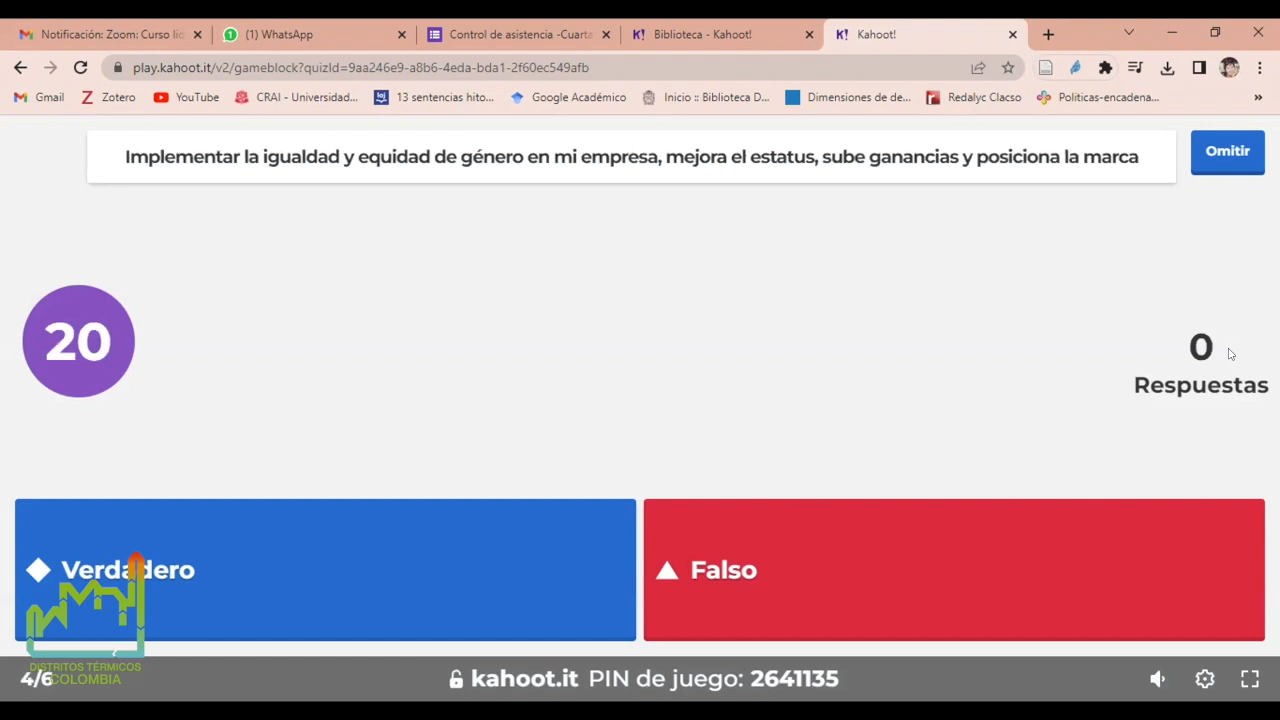 Notificación: Zoom: Curso lid
(1) WhatsApp
Control de asistencia -Cuarta
Biblioteca - Kahoot!
Kahoot!
play.kahoot.it/v2/gameblock?quizId=9aa246e9-a8b6-4eda-bda1-2f60ec549afb
Gmail
Zotero
YouTube
CRAI - Universidad...
13 sentencias hito...
Google Académico
Inicio :: Biblioteca D...
Dimensiones de de...
Redalyc Clacso
Politicas-encadena...
Implementar la igualdad y equidad de género en mi empresa, mejora el estatus, sube ganancias y posiciona la marca
Omitir
20
0
Respuestas
Verdadero
Falso
DISTRITOS TÉRMICOS
COLOMBIA
4/6
kahoot.it PIN de juego: 2641135